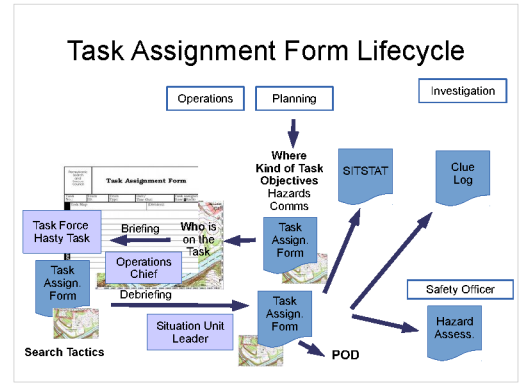 Task Assignment Form Lifecycle
Operations
Planning
Investigation
Where
Kind of Task
Objectives
Hazards
Comms
SITSTAT
Clue
Log
Task Assignment Form
Task Force
Hasty Task
Briefing
Who is
on the
Task
Task
Assign.
Form
Operations
Chief
Task
Assign.
Form
Debriefing
Task
Assign.
Form
Safety Officer
Hazard
Assess.
Situation Unit
Leader
Search Tactics
POD